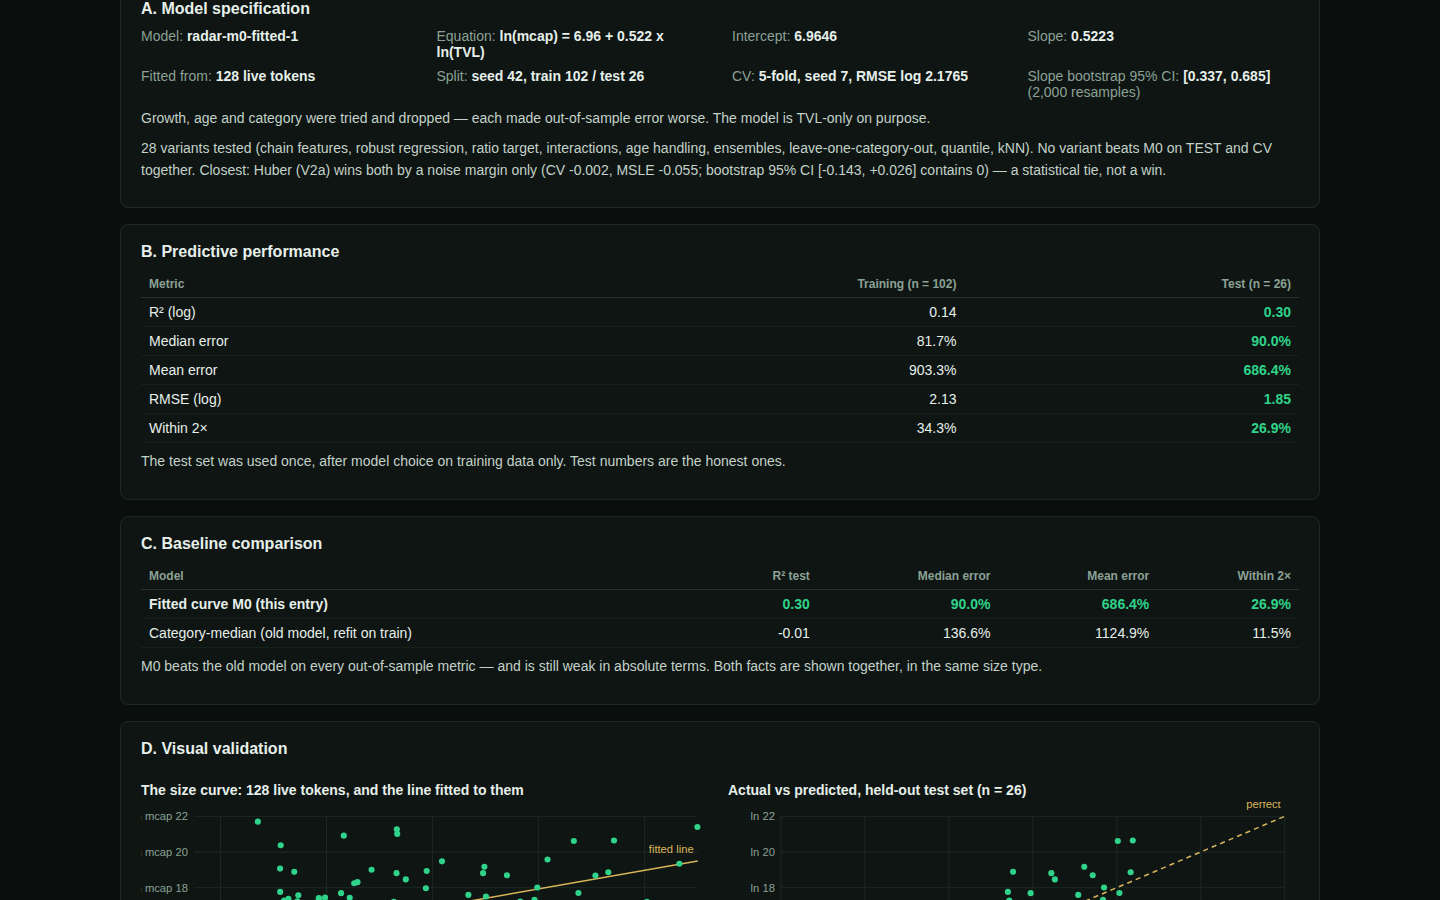 A. Model specification
Model: radar-m0-fitted-1
Equation: ln(mcap) = 6.96 + 0.522 x
ln(TVL)
Intercept: 6.9646
Slope: 0.5223
Fitted from: 128 live tokens
Split: seed 42, train 102 / test 26
CV: 5-fold, seed 7, RMSE log 2.1765
Slope bootstrap 95% CI: [0.337, 0.685]
(2,000 resamples)
Growth, age and category were tried and dropped — each made out-of-sample error worse. The model is TVL-only on purpose.
28 variants tested (chain features, robust regression, ratio target, interactions, age handling, ensembles, leave-one-category-out, quantile, kNN). No variant beats M0 on TEST and CV
together. Closest: Huber (V2a) wins both by a noise margin only (CV -0.002, MSLE -0.055; bootstrap 95% CI [-0.143, +0.026] contains 0) — a statistical tie, not a win.
B. Predictive performance
Metric Training (n = 102) Test (n = 26)
R² (log) 0.14 0.30
Median error 81.7% 90.0%
Mean error 903.3% 686.4%
RMSE (log) 2.13 1.85
Within 2× 34.3% 26.9%
The test set was used once, after model choice on training data only. Test numbers are the honest ones.
C. Baseline comparison
Model R² test Median error Mean error Within 2×
Fitted curve M0 (this entry) 0.30 90.0% 686.4% 26.9%
Category-median (old model, refit on train) -0.01 136.6% 1124.9% 11.5%
M0 beats the old model on every out-of-sample metric — and is still weak in absolute terms. Both facts are shown together, in the same size type.
D. Visual validation
The size curve: 128 live tokens, and the line fitted to them
mcap 22
mcap 20
fitted line
mcap 18
Actual vs predicted, held-out test set (n = 26)
perfect
ln 22
ln 20
ln 18